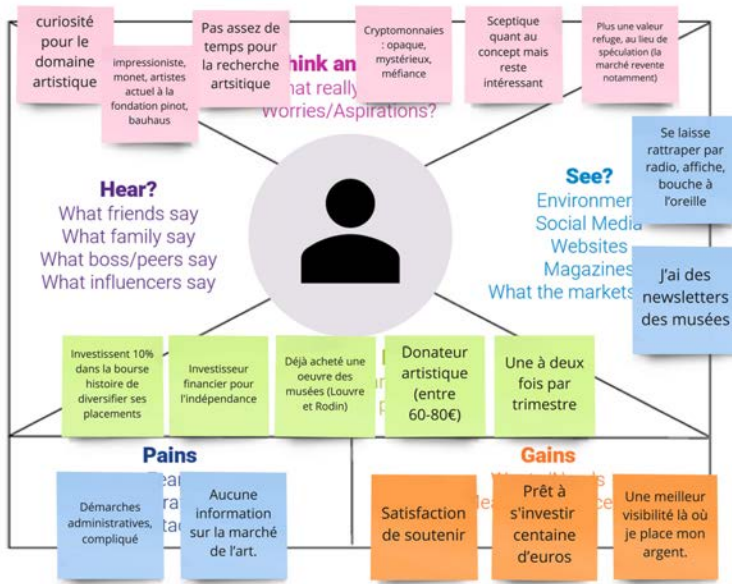 curiosité
pour le
domaine
artistique
impressioniste,
monet, artistes
actuel à la
fondation pinot,
bauhaus
Pas assez de
temps pour
la recherche
artsitique
Cryptomonnaies
: opaque,
mystérieux,
méfiance
Sceptique
quant au
concept mais
reste
intéressant
Plus une valeur
refuge, au lieu de
spéculation (la
marché revente
notamment)
hink an
hat really
Worries/Aspirations?
Se laisse
rattraper par
radio, affiche,
bouche à
l'oreille
J'ai des
newsletters
des musées
Hear?
What friends say
What family say
What boss/peers say
What influencers say
See?
Environmen
Social Media
Websites
Magazines
What the markets
Investissent 10%
dans la bourse
histoire de
diversifier ses
placements
Investisseur
financier pour
l'indépendance
Déjà acheté une
oeuvre des
musées (Louvre
et Rodin)
Donateur
artistique
(entre
60-80€)
Une à deux
fois par
trimestre
Pains
Démarches
administratives,
compliqué
Aucune
information
sur la marché
de l'art.
Gains
Satisfaction
de soutenir
Prêt à
s'investir
centaine
d'euros
Une meilleur
visibilité là où
je place mon
argent.